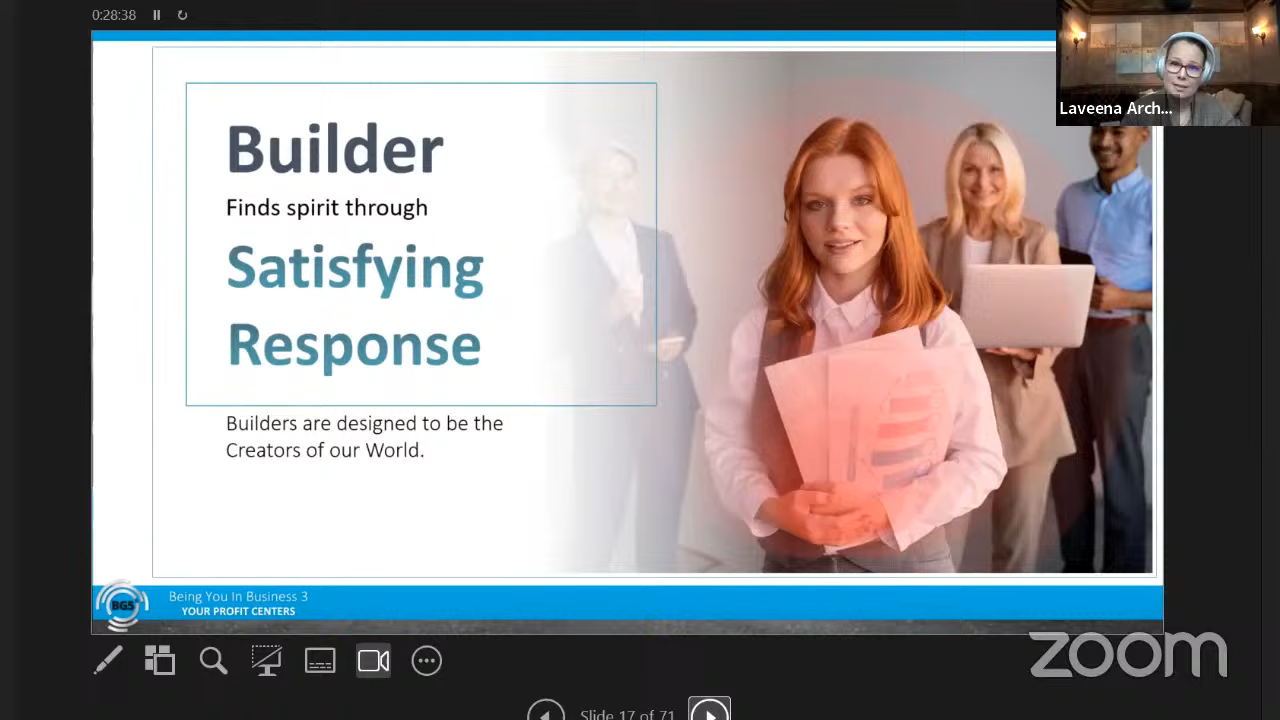 0:28:38
Laveena Arch...
Builder
Finds spirit through
Satisfying
Response
Builders are designed to be the
Creators of our World.
BG5
Being You In Business 3
YOUR PROFIT CENTERS
zoom
Slide 17 of 71